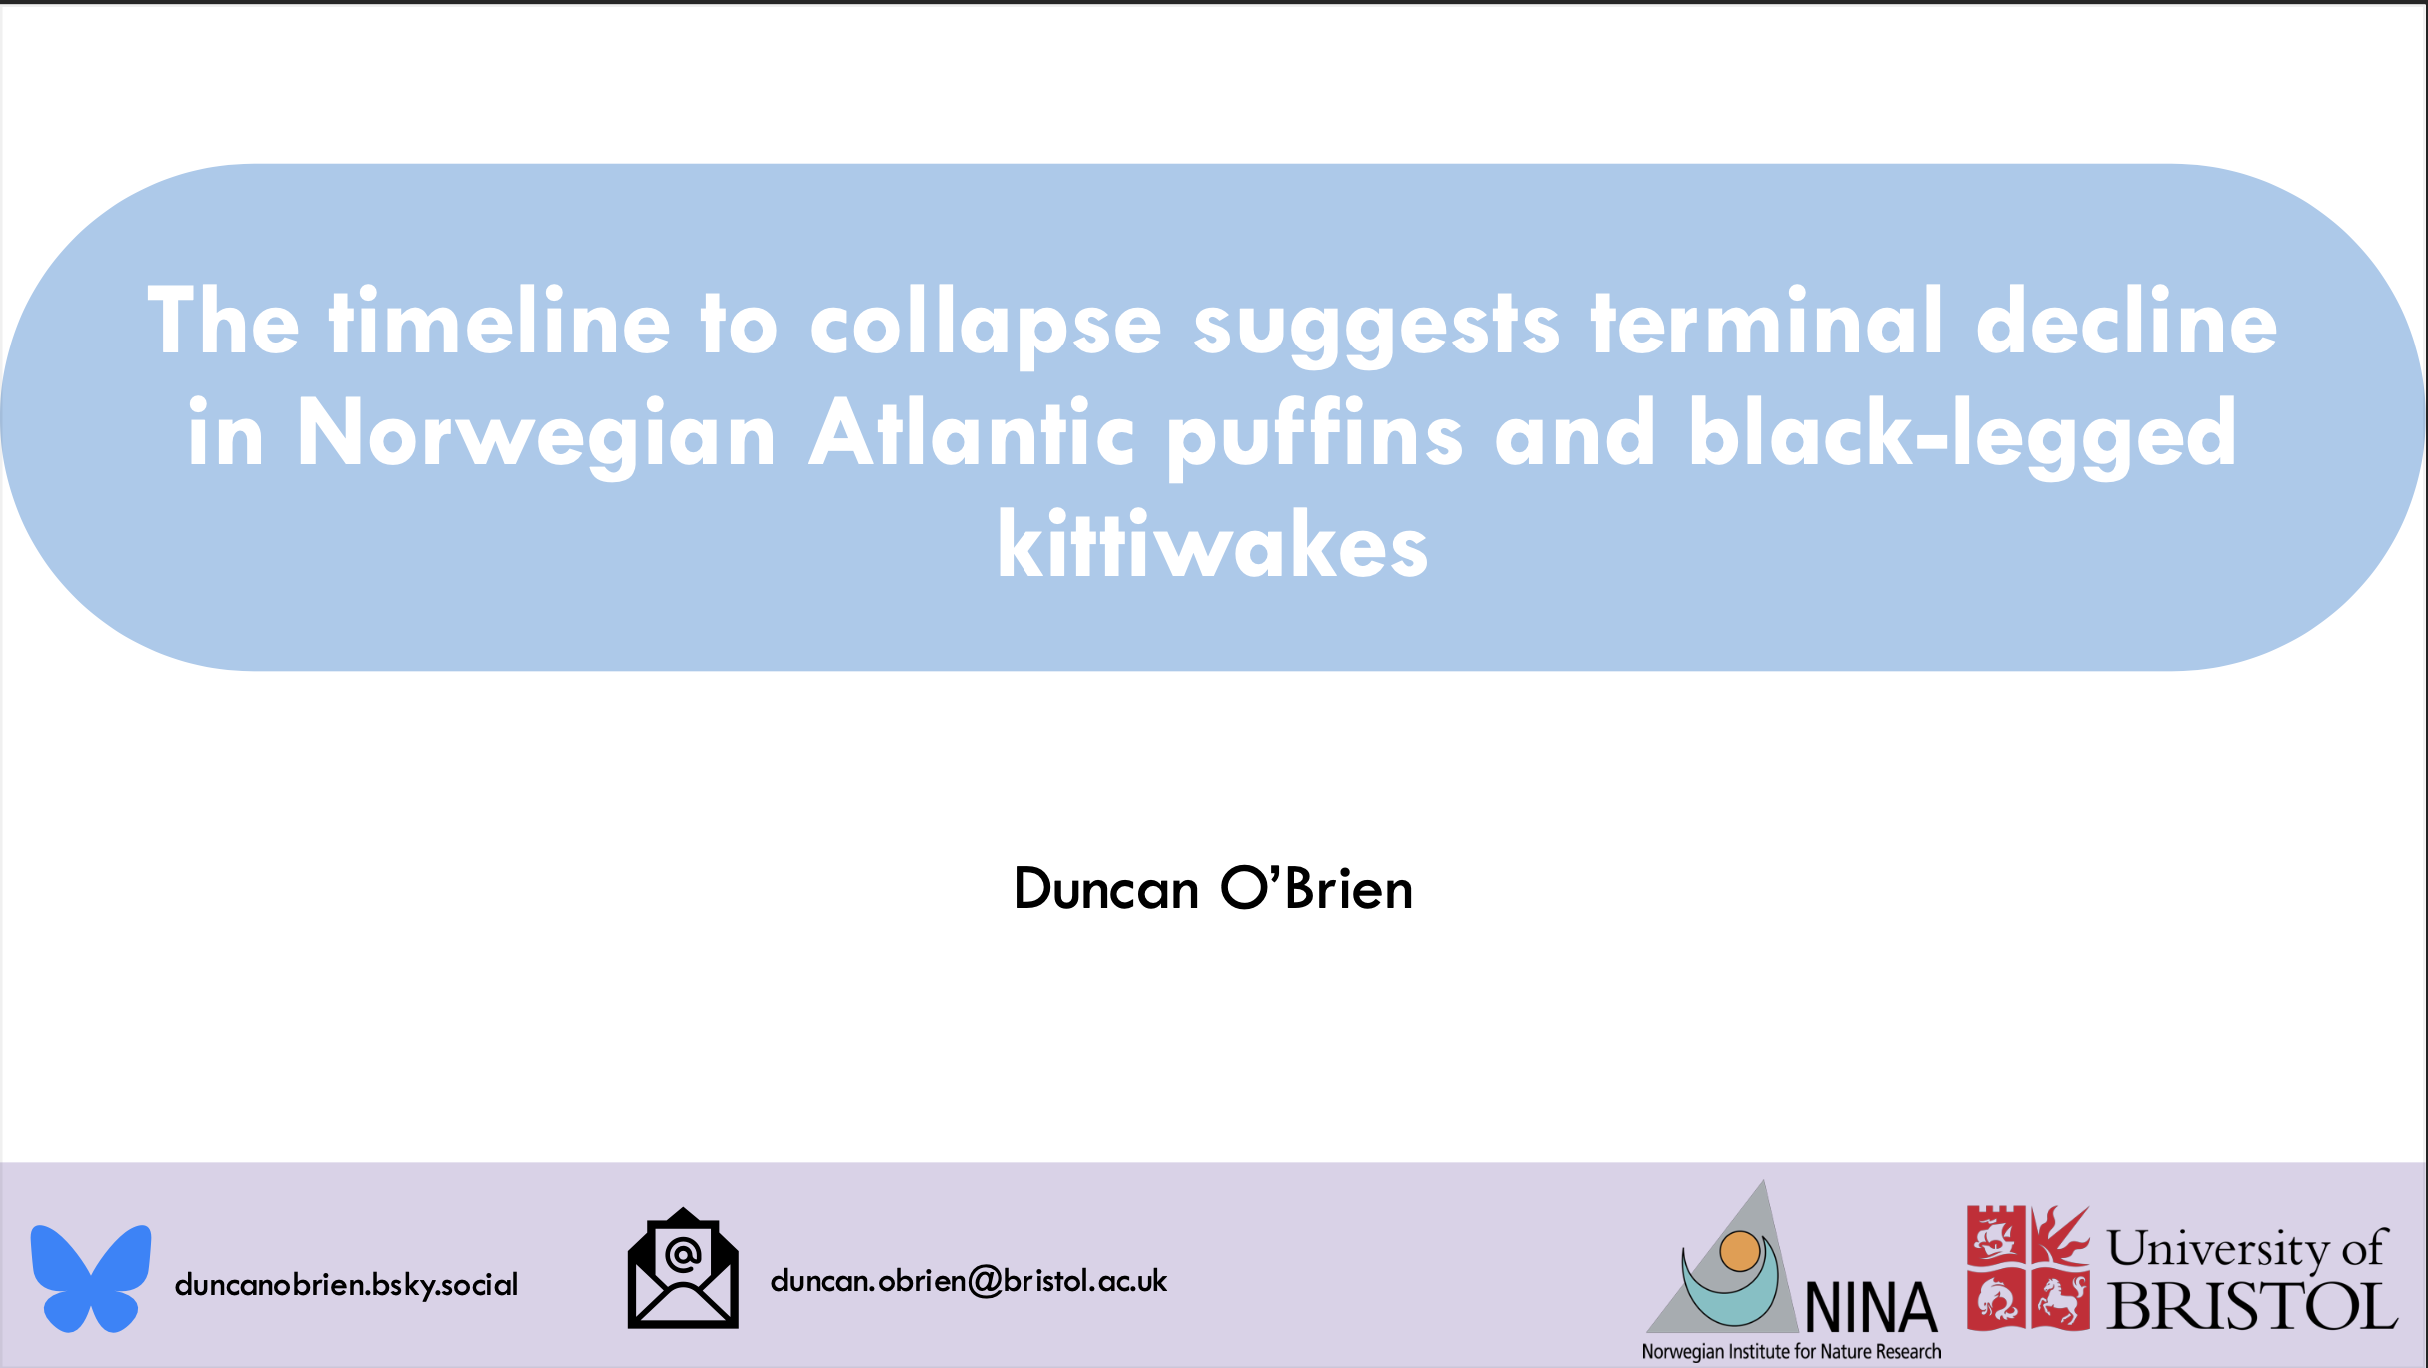 The timeline to collapse suggests terminal decline
in Norwegian Atlantic puffins and black-legged
kittiwakes
Duncan O’Brien
duncanobrien.bsky.social
@
duncan.obrien@bristol.ac.uk
NINA
Norwegian Institute for Nature Research
University of
BRISTOL